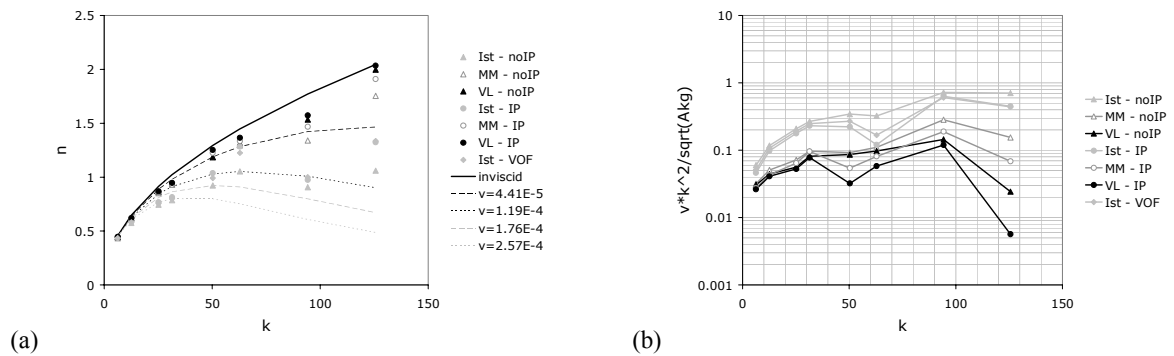 2.5
2
1.5
1
0.5
0
n
0
50
100
150
k
Ist - noIP
MM - noIP
VL - noIP
Ist - IP
MM - IP
VL - IP
Ist - VOF
inviscid
v=4.41E-5
v=1.19E-4
v=1.76E-4
v=2.57E-4
(a)
10
1
0.1
0.01
0.001
v*k^2/sqrt(Akg)
0
50
100
150
k
Ist - noIP
MM - noIP
VL - noIP
Ist - IP
MM - IP
VL - IP
Ist - VOF
(b)